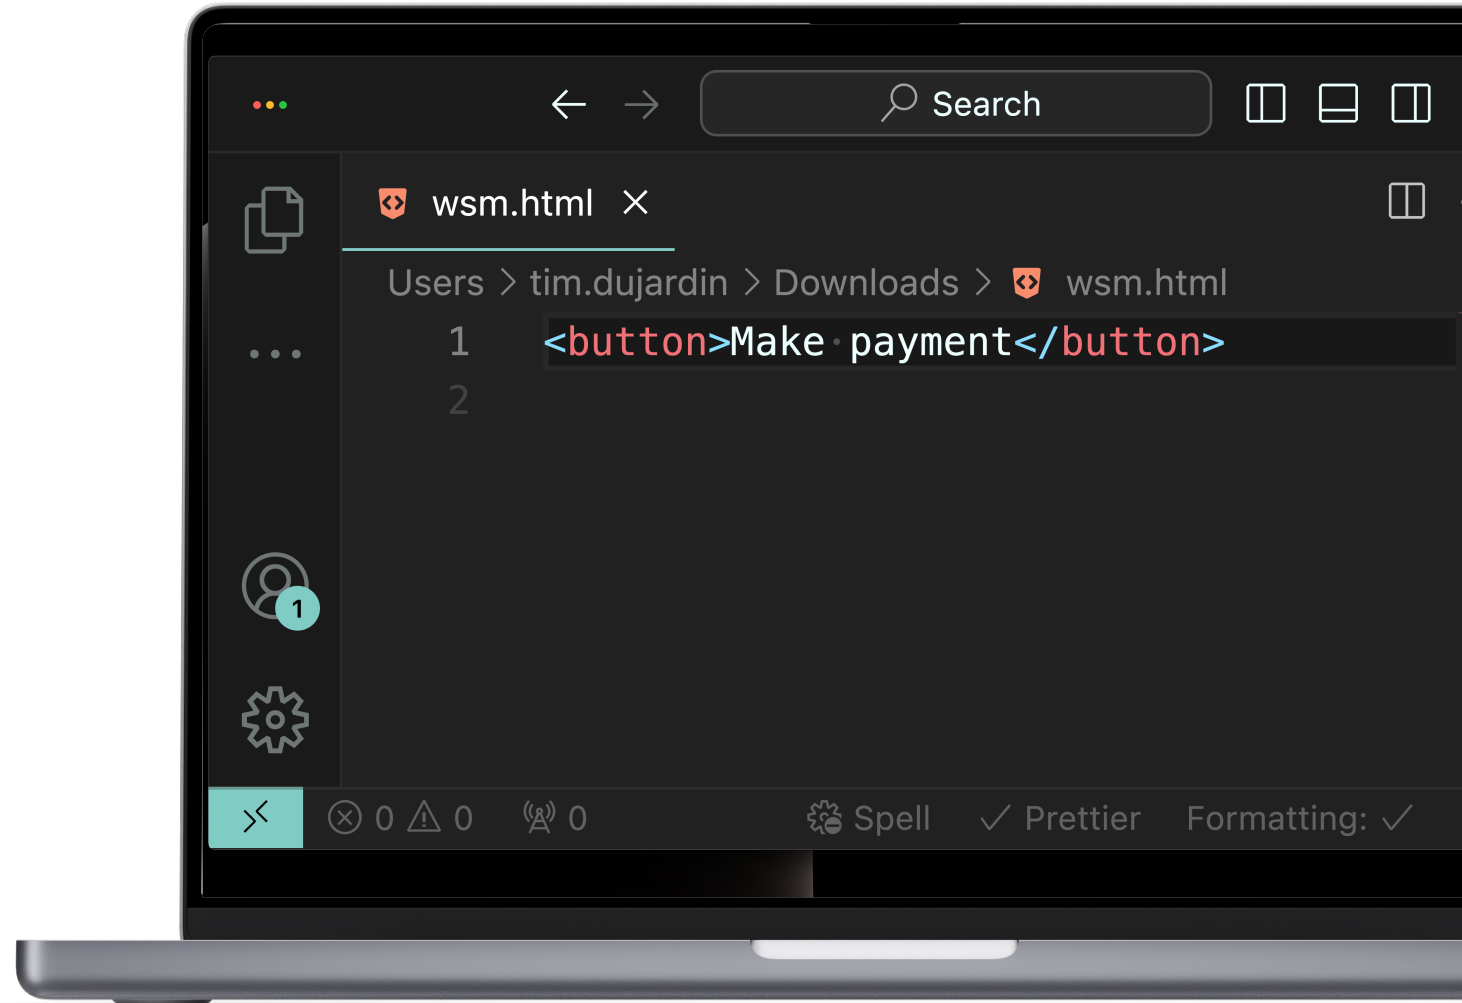 Search
wsm.html
Users > tim.dujardin > Downloads > wsm.html
1 <button>Make·payment</button>
2
1
0 0 0 Spell Prettier Formatting: